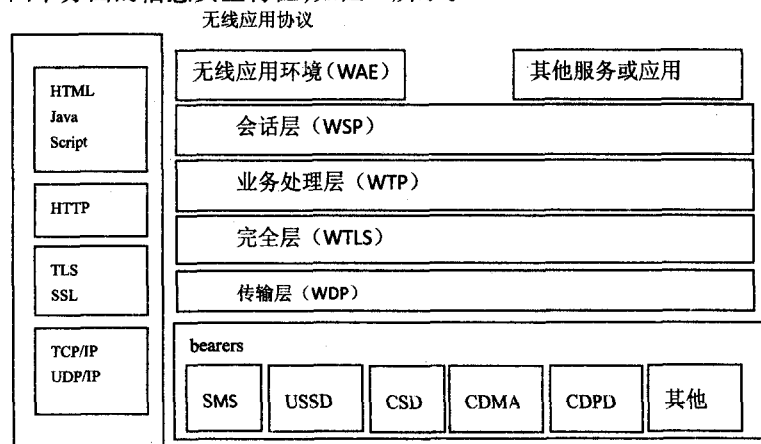 无线应用协议
HTML
Java
Script
HTTP
TLS
SSL
TCP/IP
UDP/IP
无线应用环境（WAE）
其他服务或应用
会话层（WSP）
业务处理层（WTP）
完全层（WTLS）
传输层（WDP）
bearers
SMS
USSD
CSD
CDMA
CDPD
其他